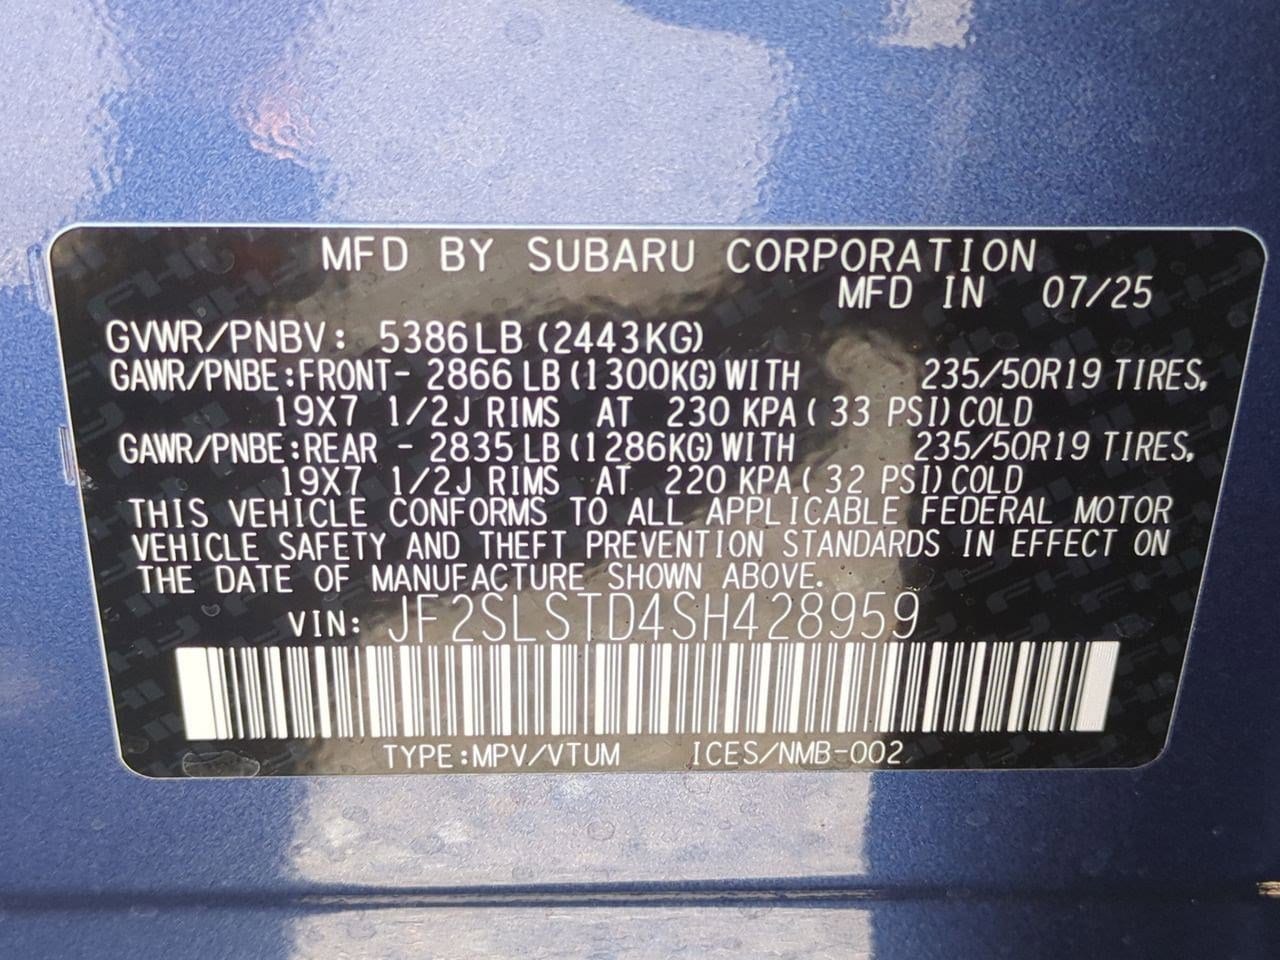 MFD BY SUBARU CORPORATION
MFD IN 07/25
GVWR/PNBV: 5386LB (2443KG)
GAWR/PNBE:FRONT- 2866 LB (1300KG) WITH 235/50R19 TIRES,
19X7 1/2J RIMS AT 230 KPA ( 33 PSI) COLD
GAWR/PNBE:REAR - 2835 LB (1286KG) WITH 235/50R19 TIRES,
19X7 1/2J RIMS AT 220 KPA ( 32 PSI) COLD
THIS VEHICLE CONFORMS TO ALL APPLICABLE FEDERAL MOTOR
VEHICLE SAFETY AND THEFT PREVENTION STANDARDS IN EFFECT ON
THE DATE OF MANUFACTURE SHOWN ABOVE.
VIN: JF2SLSTD4SH428959
TYPE:MPV/VTUM ICES/NMB-002